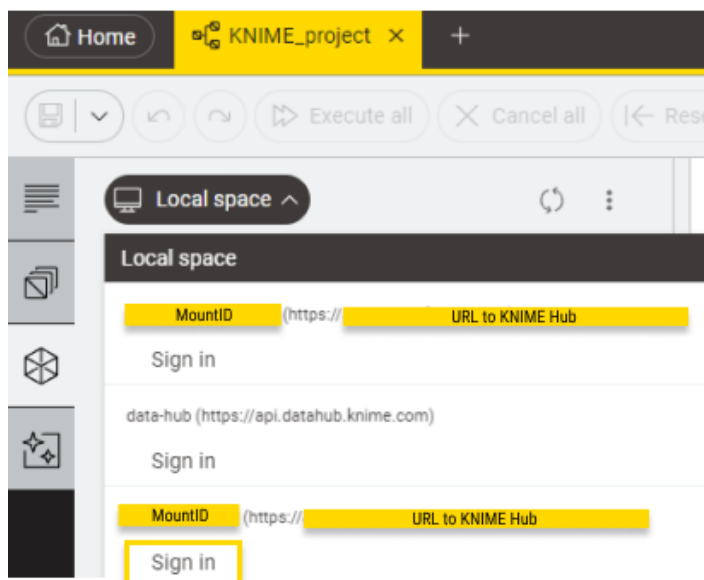 Home KNIME_project × +
Execute all Cancel all Rese
Local space
Local space
MountID (https:// URL to KNIME Hub
Sign in
data-hub (https://api.datahub.knime.com)
Sign in
MountID (https:// URL to KNIME Hub
Sign in